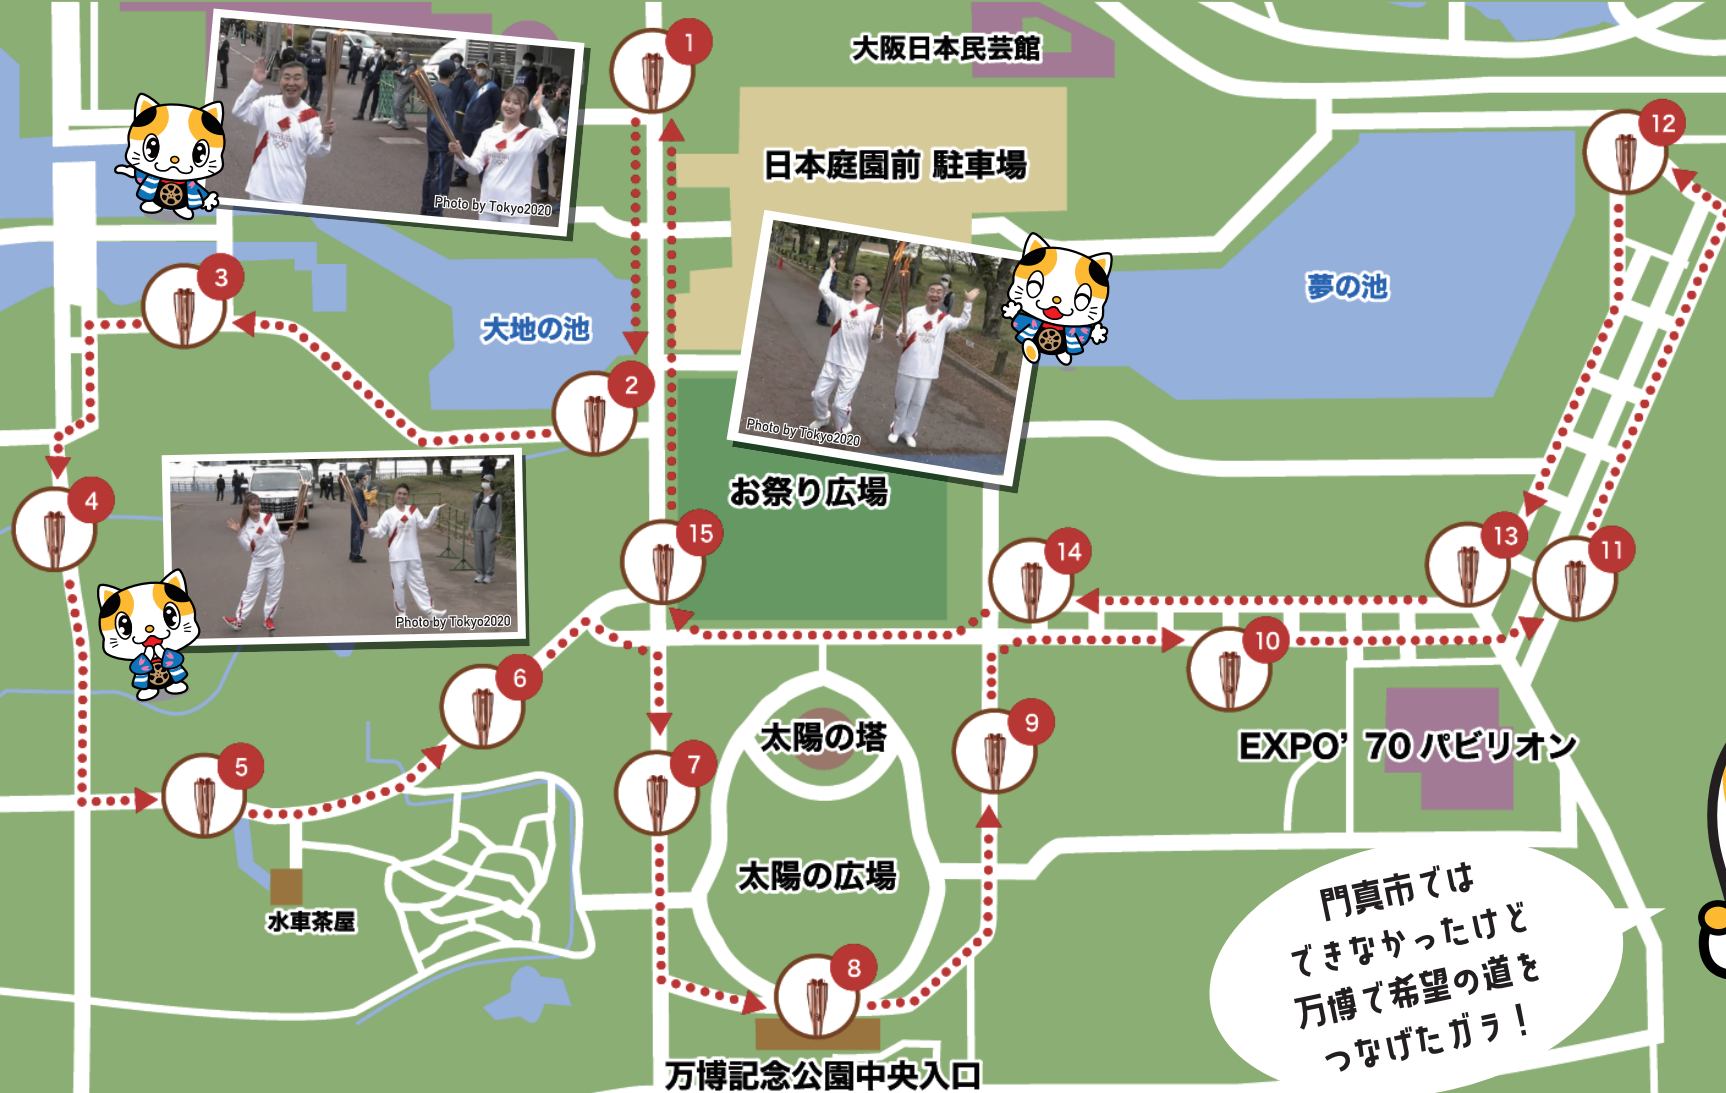 1
大阪日本民芸館
12
日本庭園前 駐車場
Photo by Tokyo2020
3
夢の池
大地の池
2
Photo by Tokyo2020
お祭り広場
4
15
13
11
14
Photo by Tokyo2020
10
6
9
太陽の塔
EXPO’70 パビリオン
5
7
太陽の広場
門真市では
できなかったけど
万博で希望の道を
つなげたガラ！
水車茶屋
8
万博記念公園中央入口